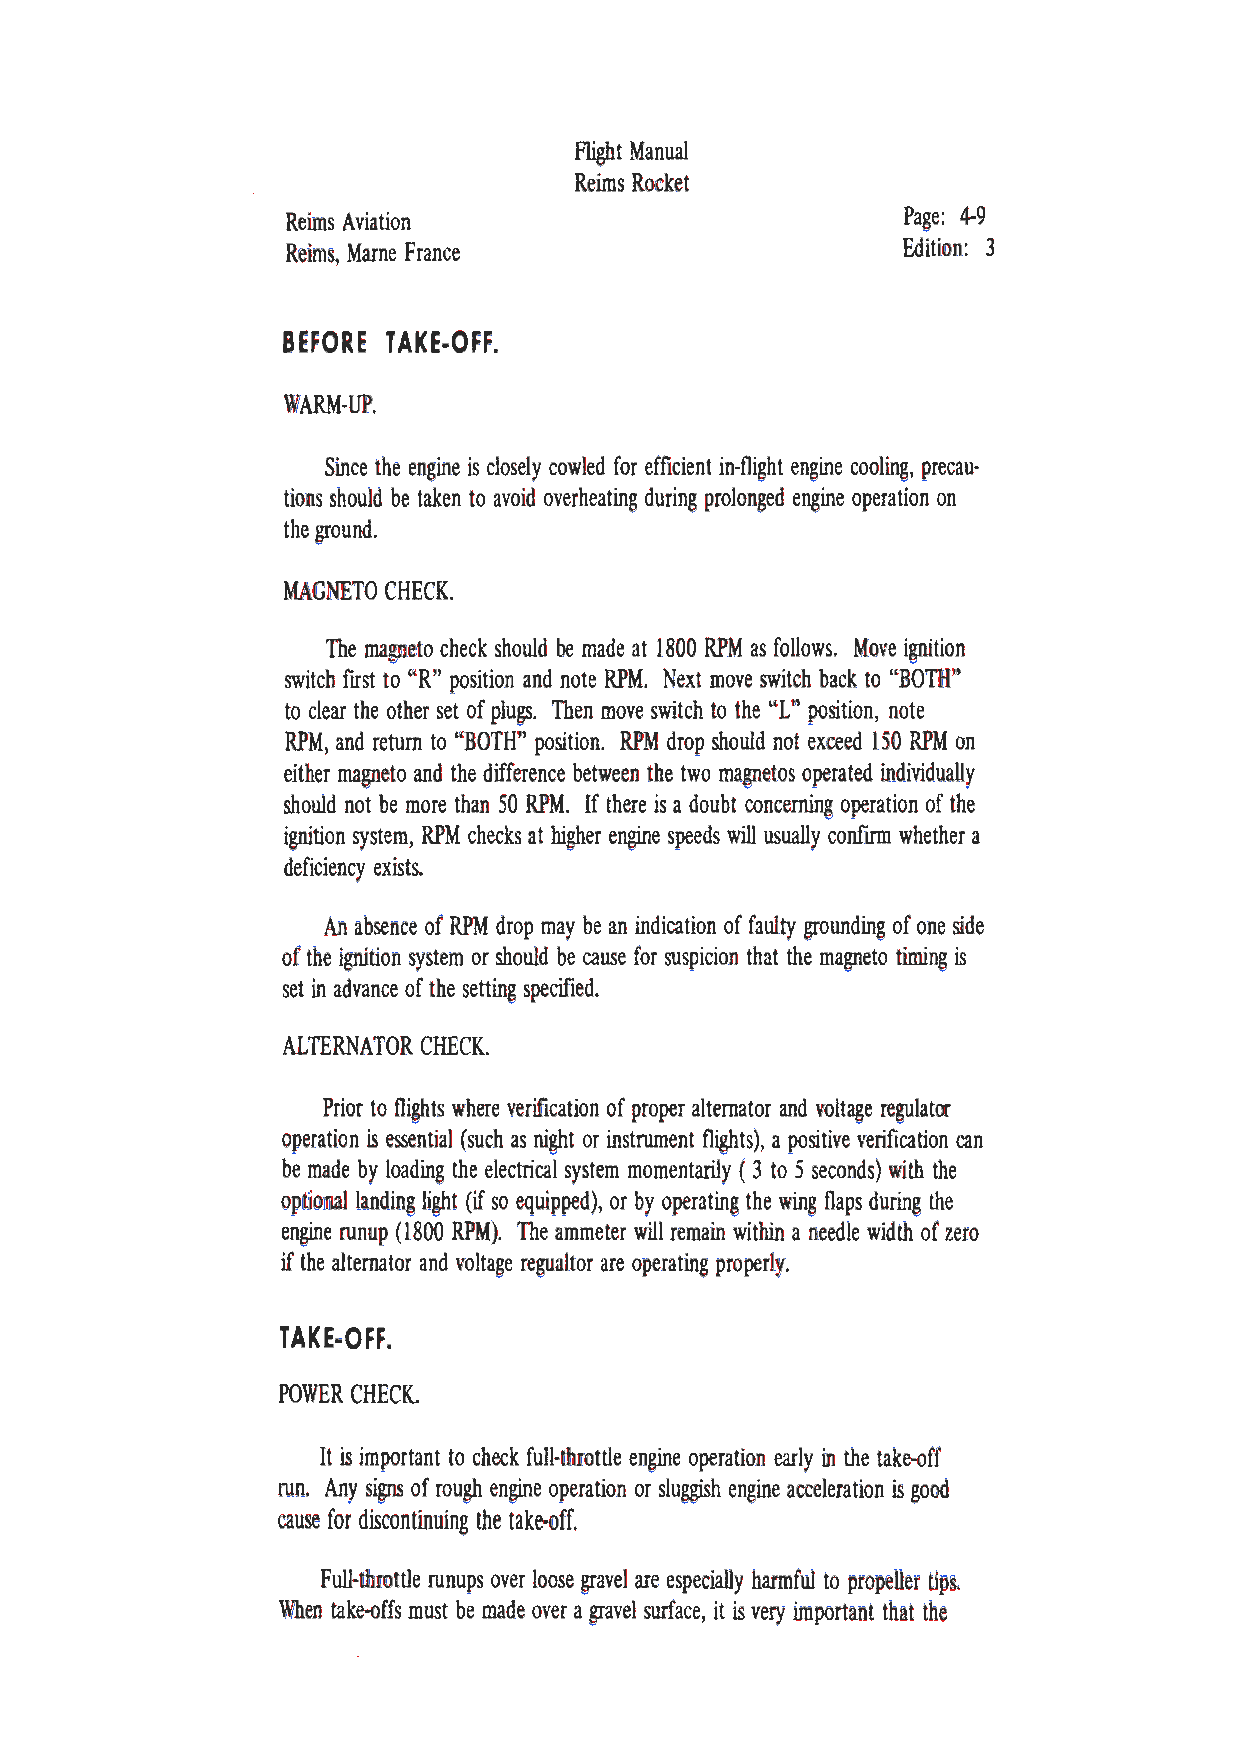 Flight Manual
Reims Rocket
Reims Aviation
Page: 4-9
Reims, Marne France
Edition: 3
BEFORE TAKE-OFF.
WARM-UP.
Since the engine is closely cowled for efficient in-flight engine cooling, precau-
tions should be taken to avoid overheating during prolonged engine operation on
the ground.
MAGNETO CHECK.
The magneto check should be made at 1800 RPM as follows. Move ignition
switch first to “R” position and note RPM. Next move switch back to “BOTH”
to clear the other set of plugs. Then move switch to the “L” position, note
RPM, and return to “BOTH” position. RPM drop should not exceed 150 RPM on
either magneto and the difference between the two magnetos operated individually
should not be more than 50 RPM. If there is a doubt concerning operation of the
ignition system, RPM checks at higher engine speeds will usually confirm whether a
deficiency exists.
An absence of RPM drop may be an indication of faulty grounding of one side
of the ignition system or should be cause for suspicion that the magneto timing is
set in advance of the setting specified.
ALTERNATOR CHECK.
Prior to flights where verification of proper alternator and voltage regulator
operation is essential (such as night or instrument flights), a positive verification can
be made by loading the electrical system momentarily ( 3 to 5 seconds) with the
optional landing light (if so equipped), or by operating the wing flaps during the
engine runup (1800 RPM). The ammeter will remain within a needle width of zero
if the alternator and voltage regualtor are operating properly.
TAKE-OFF.
POWER CHECK.
It is important to check full-throttle engine operation early in the take-off
run. Any signs of rough engine operation or sluggish engine acceleration is good
cause for discontinuing the take-off.
Full-throttle runups over loose gravel are especially harmful to propeller tips.
When take-offs must be made over a gravel surface, it is very important that the